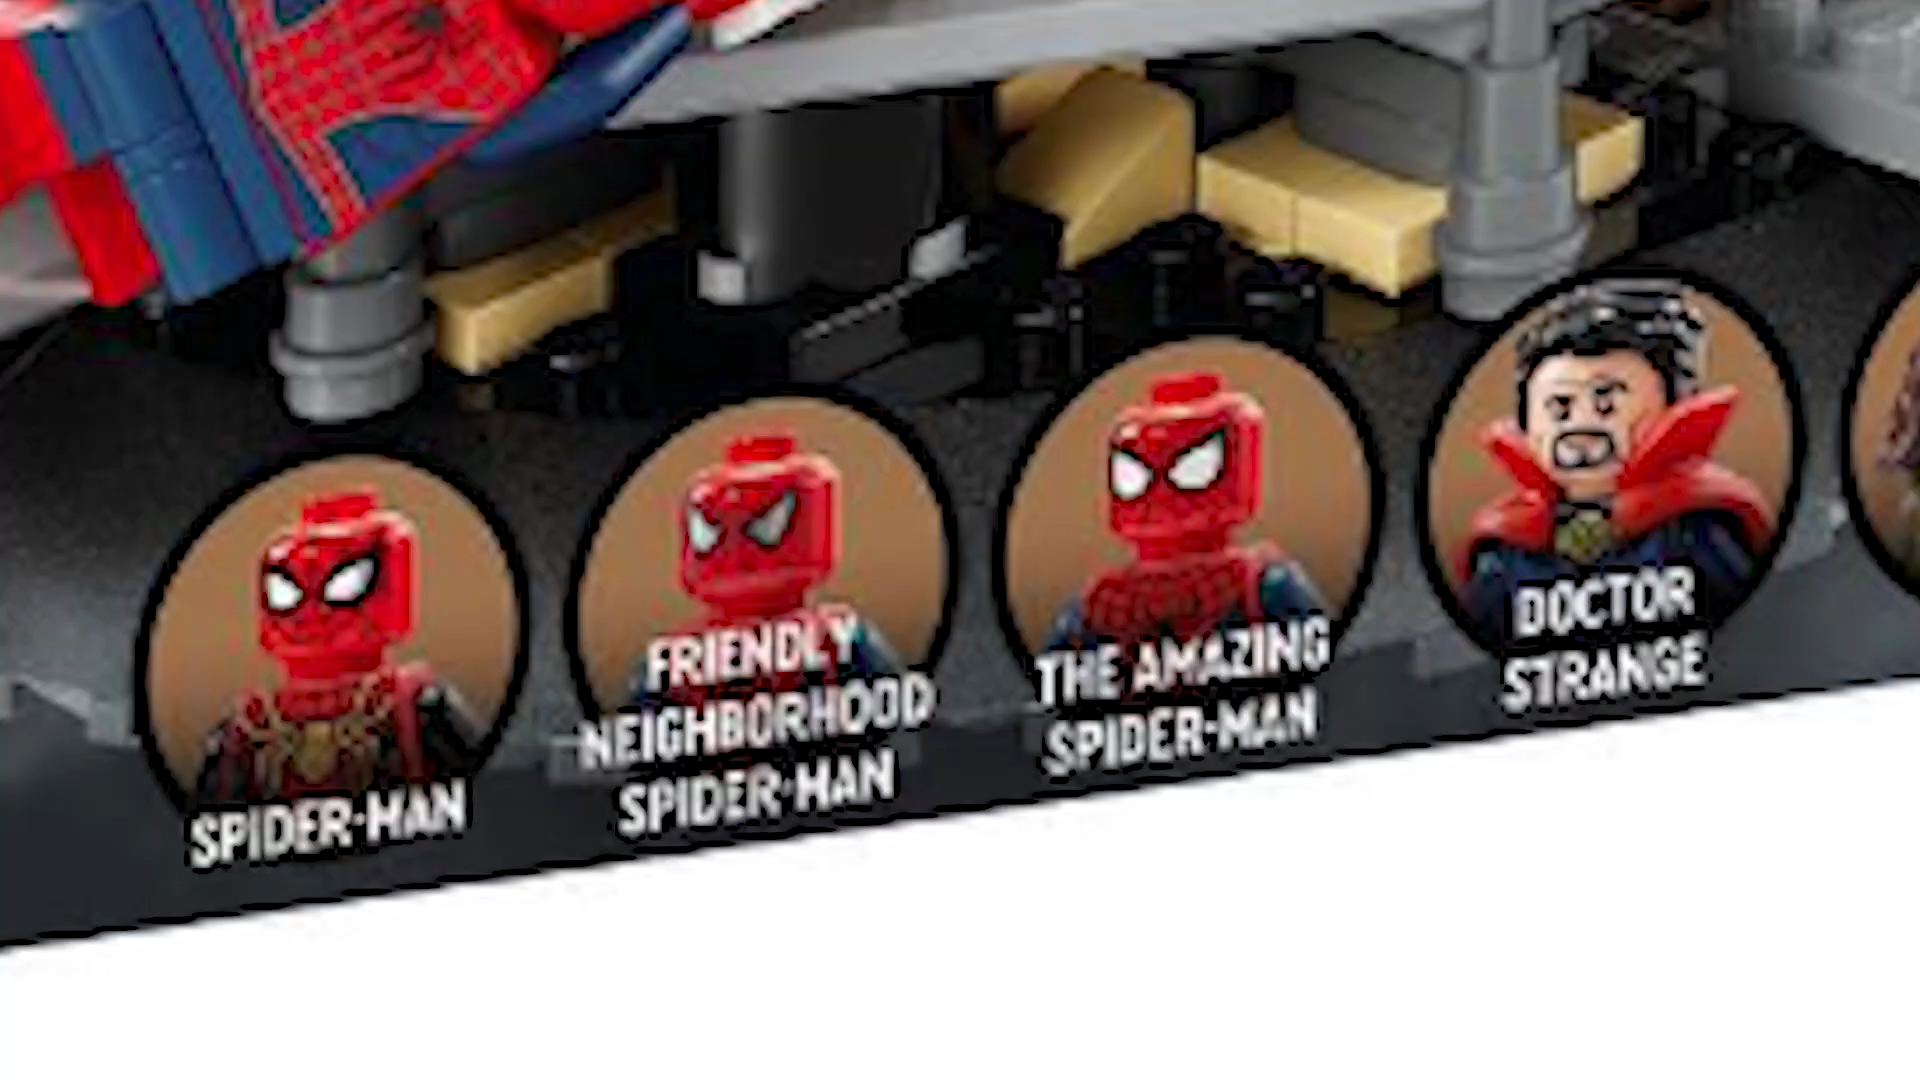 SPIDER-MAN
FRIENDLY
NEIGHBORHOOD
SPIDER-MAN
THE AMAZING
SPIDER-MAN
DOCTOR
STRANGE